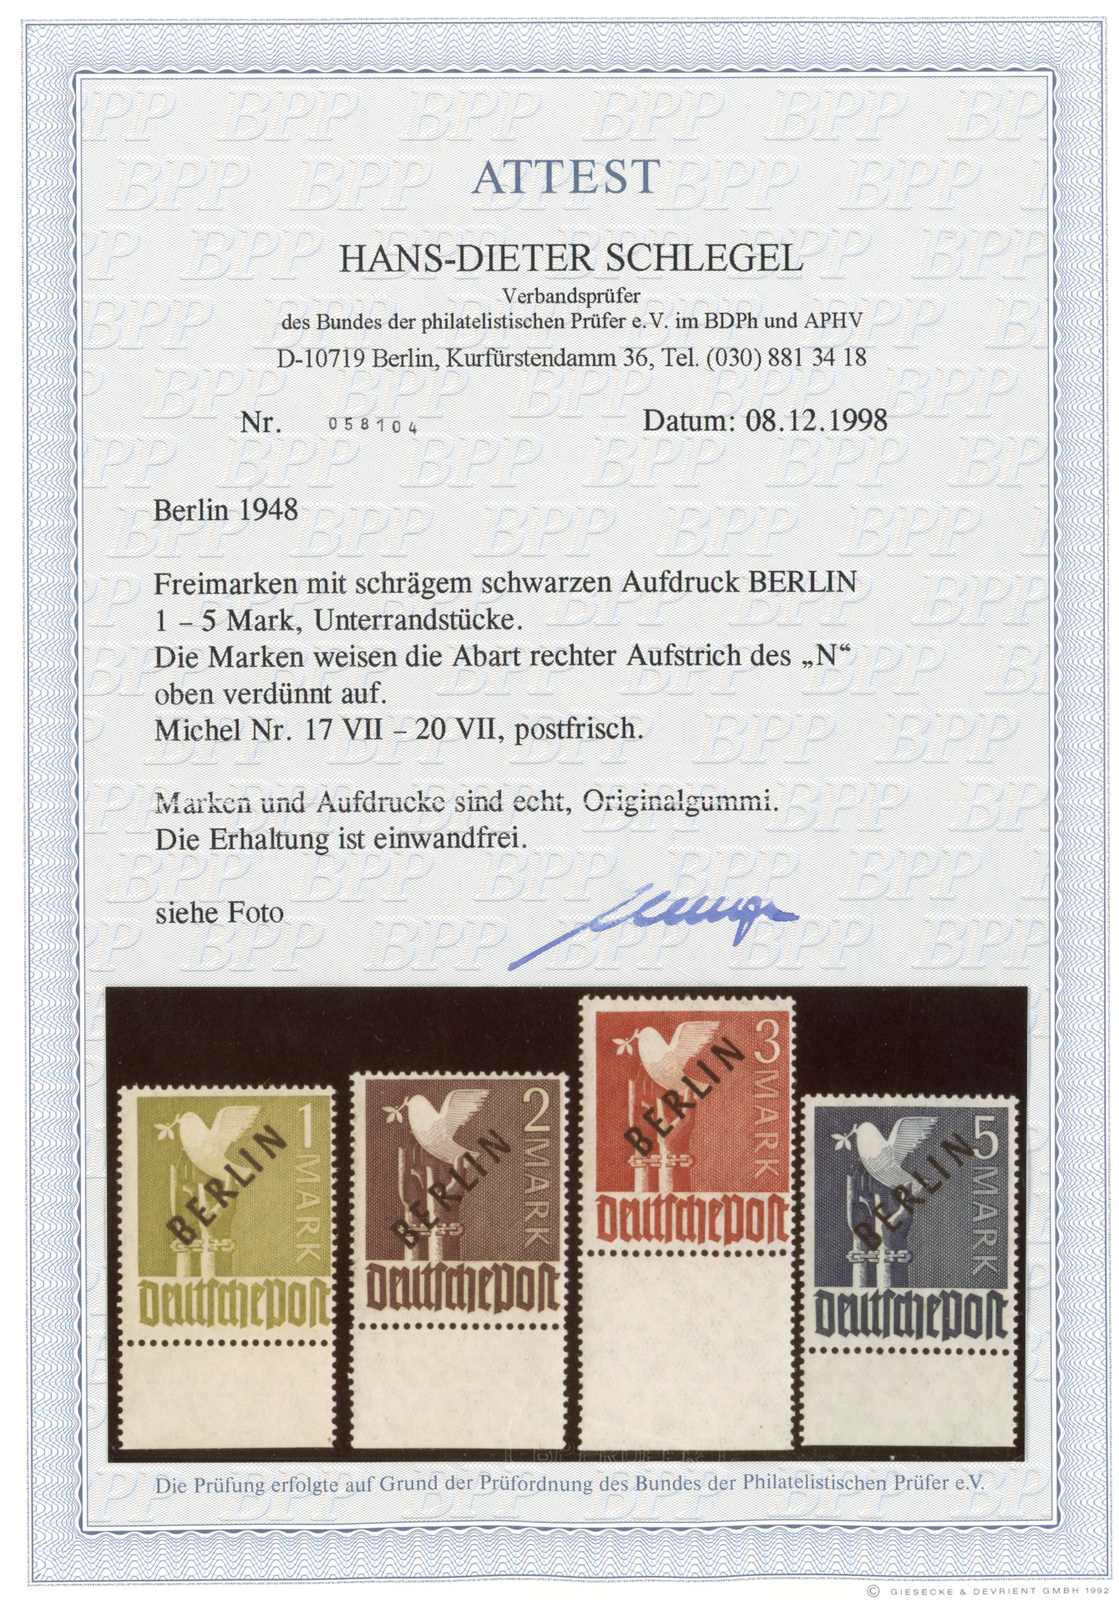 ATTEST
HANS-DIETER SCHLEGEL
Verbandsprüfer
des Bundes der philatelistischen Prüfer e.V. im BDPh und APHV
D-10719 Berlin, Kurfürstendamm 36, Tel. (030) 881 34 18
Nr. 058104 Datum: 08.12.1998
Berlin 1948
Freimarken mit schrägem schwarzen Aufdruck BERLIN
1 – 5 Mark, Unterrandstücke.
Die Marken weisen die Abart rechter Aufstrich des „N“
oben verdünnt auf.
Michel Nr. 17 VII – 20 VII, postfrisch.
Marken und Aufdrucke sind echt, Originalgummi.
Die Erhaltung ist einwandfrei.
siehe Foto
1 MARK
BERLIN
deutsche post
2 MARK
BERLIN
deutsche post
3 MARK
BERLIN
deutsche post
5 MARK
BERLIN
deutsche post
Die Prüfung erfolgte auf Grund der Prüfordnung des Bundes der Philatelistischen Prüfer e.V.
© GIESECKE & DEVRIENT GMBH 1992